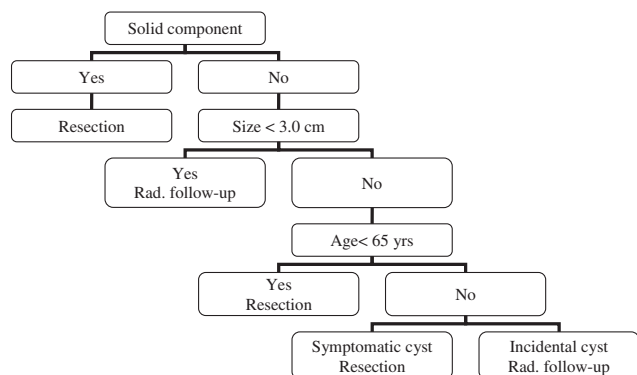 Solid component
Yes
No
Resection
Size < 3.0 cm
Yes
Rad. follow-up
No
Age< 65 yrs
Yes
Resection
No
Symptomatic cyst
Resection
Incidental cyst
Rad. follow-up